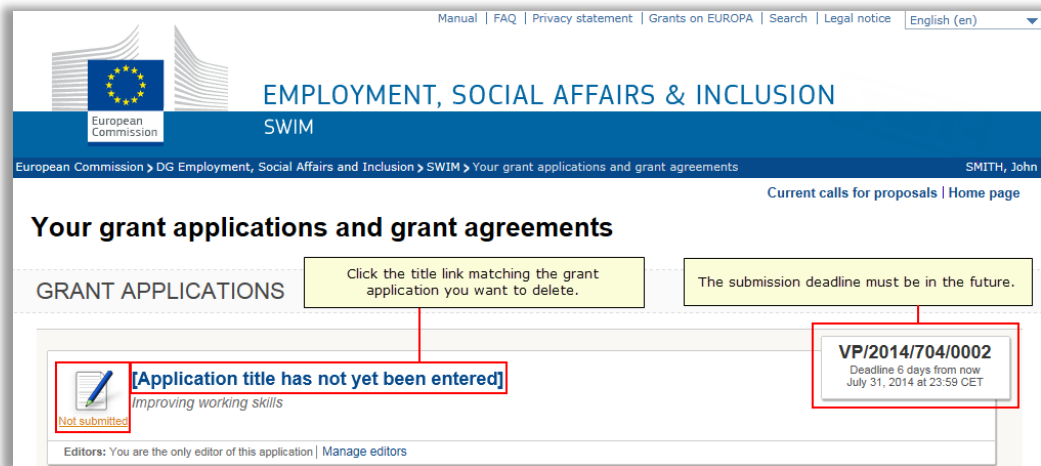 Manual | FAQ | Privacy statement | Grants on EUROPA | Search | Legal notice English (en)
European
Commission
EMPLOYMENT, SOCIAL AFFAIRS & INCLUSION
SWIM
European Commission > DG Employment, Social Affairs and Inclusion > SWIM > Your grant applications and grant agreements SMITH, John
Current calls for proposals | Home page
Your grant applications and grant agreements
Click the title link matching the grant
application you want to delete.
The submission deadline must be in the future.
GRANT APPLICATIONS
VP/2014/704/0002
Deadline 6 days from now
July 31, 2014 at 23:59 CET
[Application title has not yet been entered]
Improving working skills
Not submitted
Editors: You are the only editor of this application | Manage editors